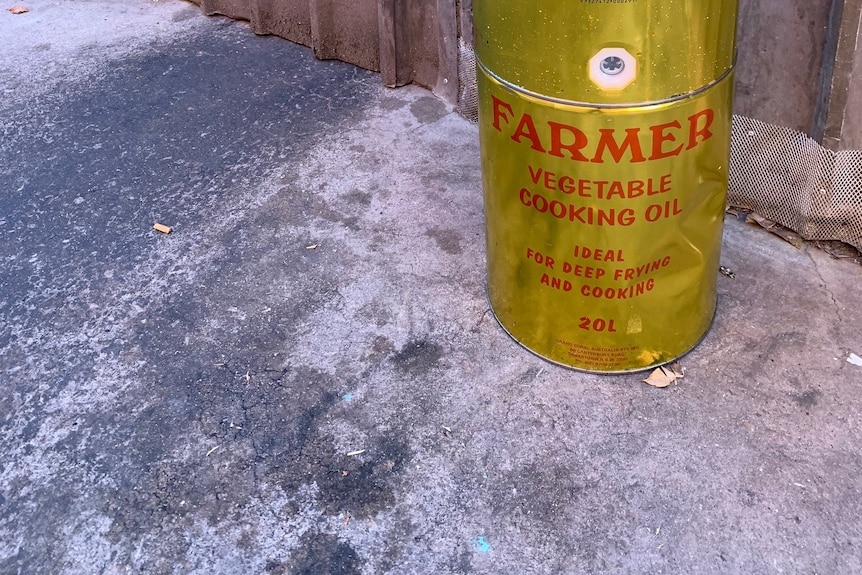 FARMER
VEGETABLE
COOKING OIL
IDEAL
FOR DEEP FRYING
AND COOKING
20L